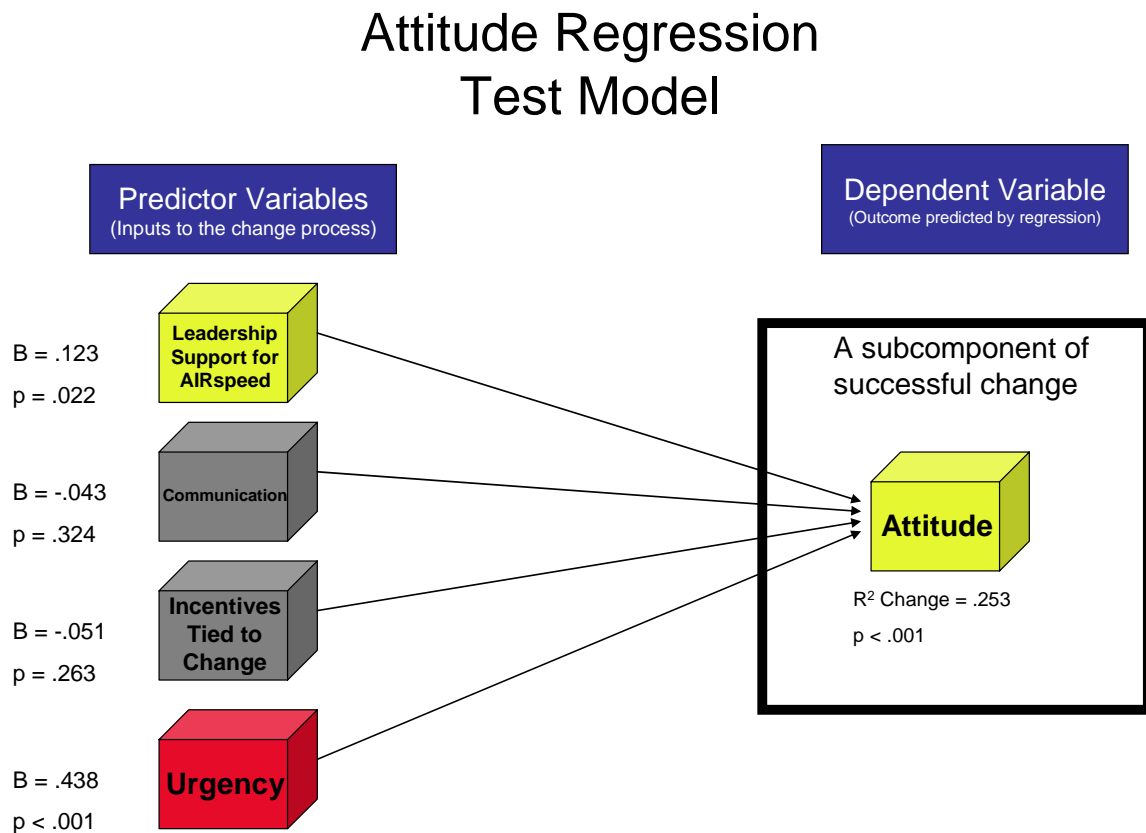 Attitude Regression
Test Model
Predictor Variables
(Inputs to the change process)
Dependent Variable
(Outcome predicted by regression)
B = .123
p = .022
Leadership
Support for
AIRspeed
B = -.043
p = .324
Communication
B = -.051
p = .263
Incentives
Tied to
Change
B = .438
p < .001
Urgency
A subcomponent of
successful change
Attitude
R² Change = .253
p < .001